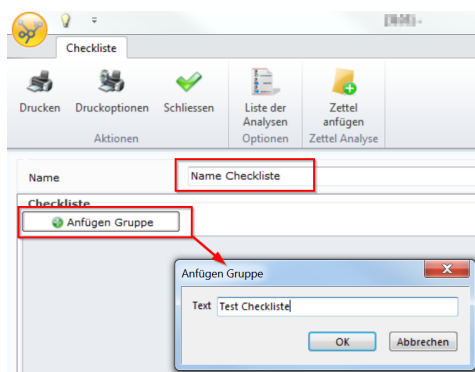 Checkliste
Drucken
Druckoptionen
Schliessen
Liste der
Analysen
Zettel
anfügen
Aktionen
Optionen
Zettel Analyse
Name
Name Checkliste
Checkliste
Anfügen Gruppe
Anfügen Gruppe
Text
Test Checkliste
OK
Abbrechen